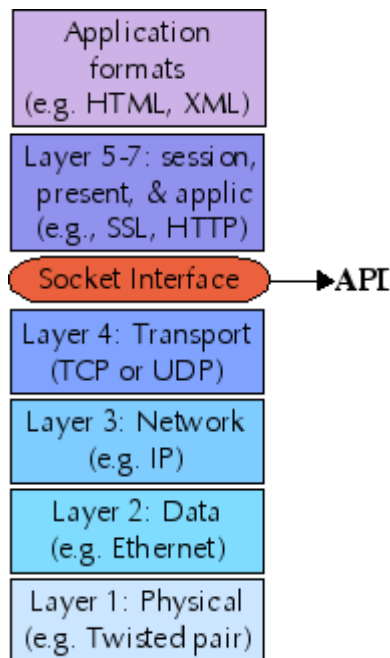 Application
formats
(e.g. HTML, XML)
Layer 5-7: session,
present, & applic
(e.g., SSL, HTTP)
Socket Interface
API
Layer 4: Transport
(TCP or UDP)
Layer 3: Network
(e.g. IP)
Layer 2: Data
(e.g. Ethernet)
Layer 1: Physical
(e.g. Twisted pair)